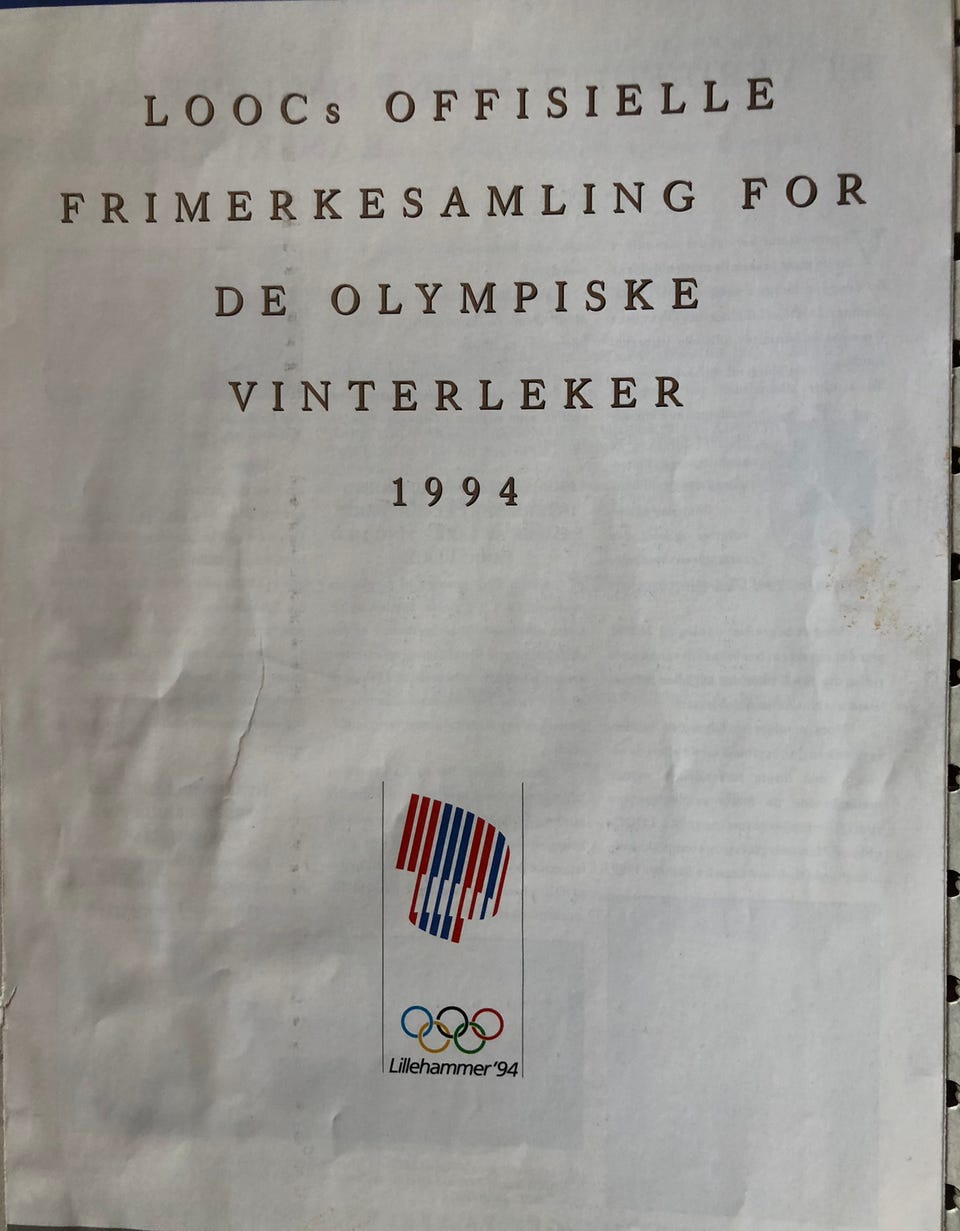 LOOCs OFFISIELLE
FRIMERKESAMLING FOR
DE OLYMPISKE
VINTERLEKER
1994
Lillehammer'94